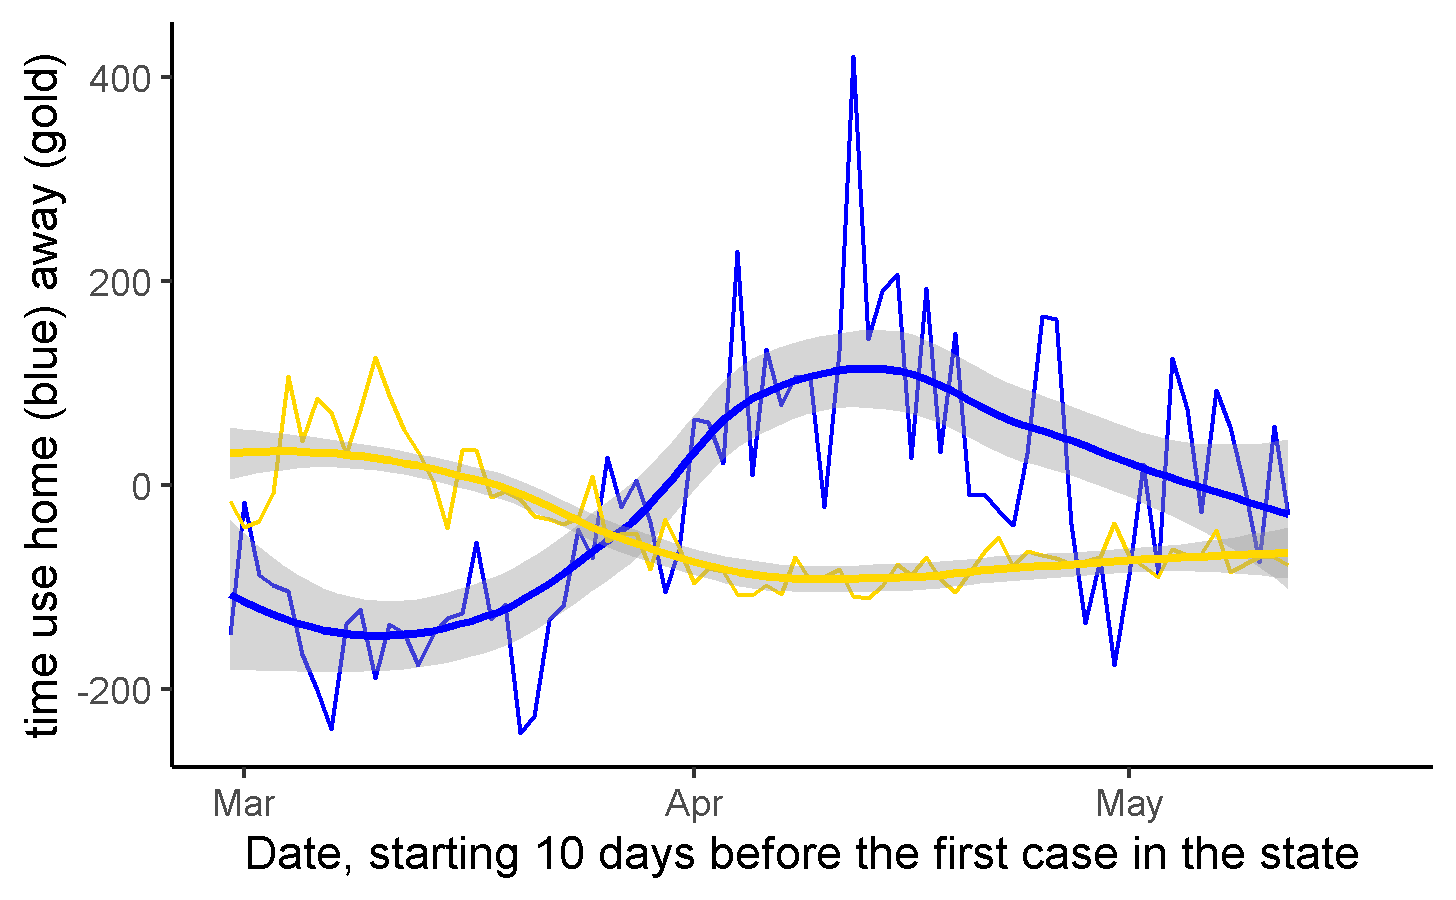 time use home (blue) away (gold)
400
200
0
-200
Mar Apr May
Date, starting 10 days before the first case in the state